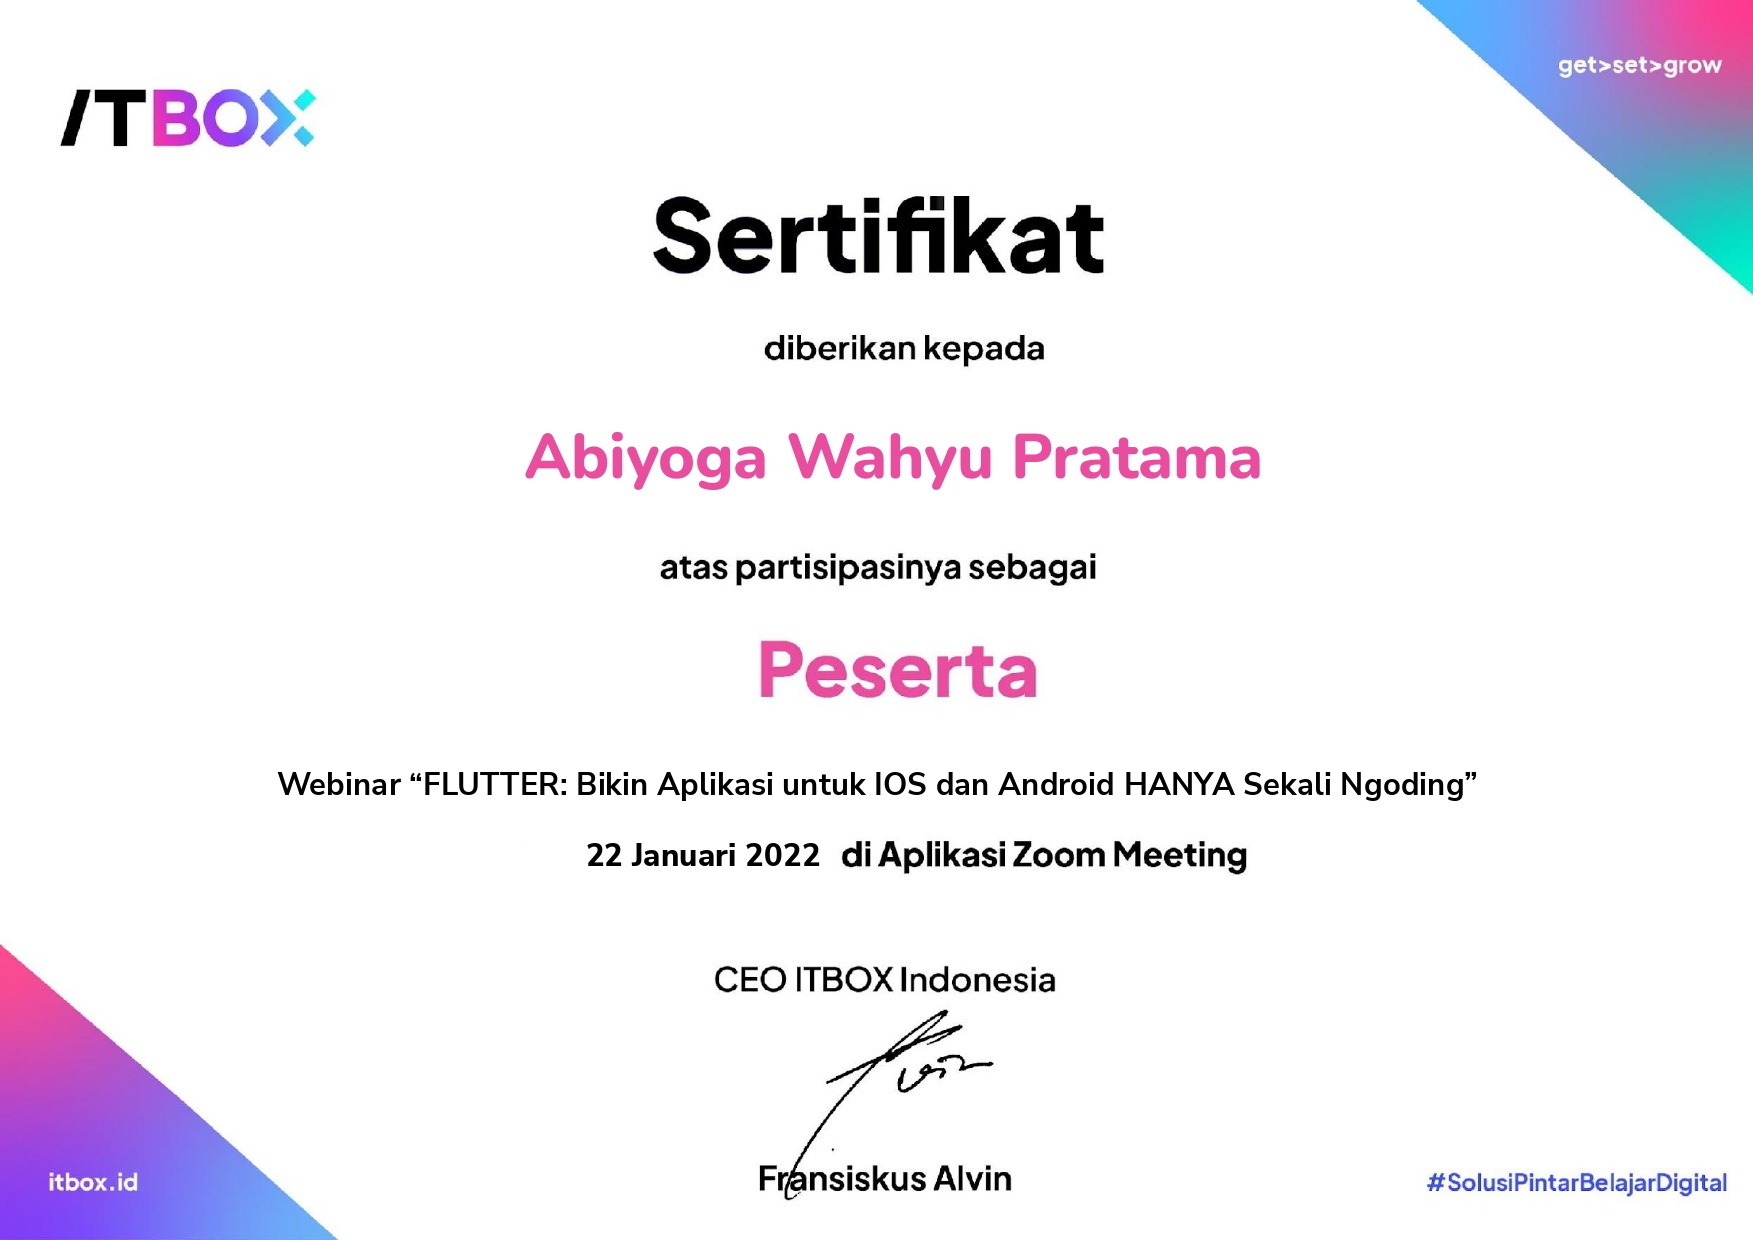 get>set>grow
ITBOX
Sertifikat
diberikan kepada
Abiyoga Wahyu Pratama
atas partisipasinya sebagai
Peserta
Webinar “FLUTTER: Bikin Aplikasi untuk IOS dan Android HANYA Sekali Ngoding”
22 Januari 2022 di Aplikasi Zoom Meeting
CEO ITBOX Indonesia
Fransiskus Alvin
itbox.id
#SolusiPintarBelajarDigital